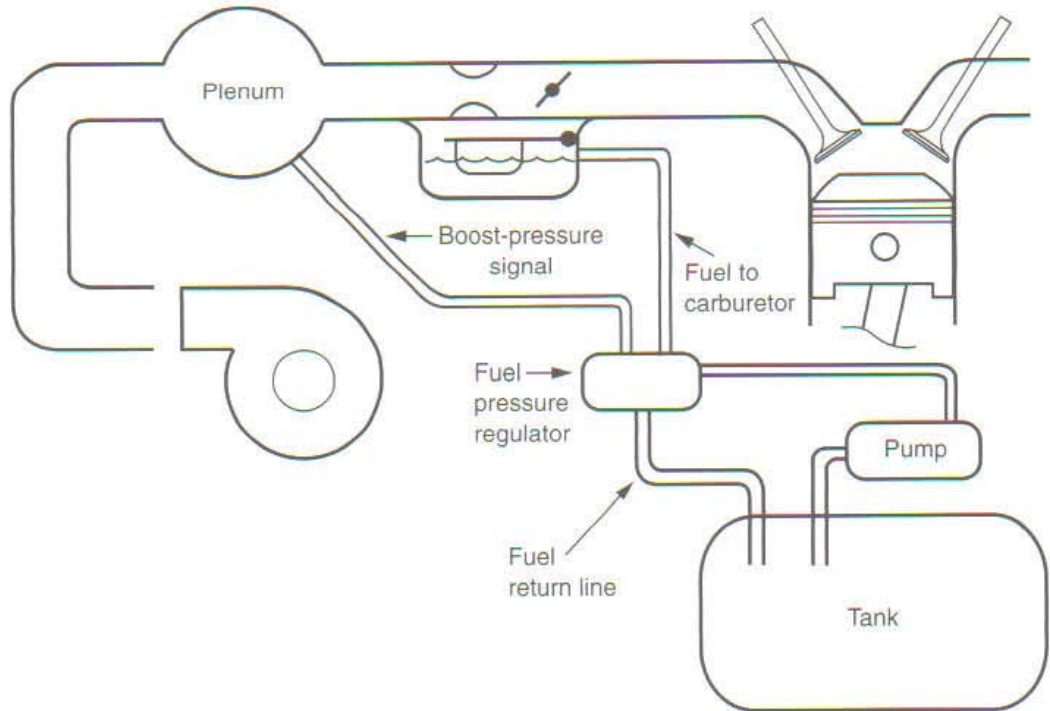 Plenum
Boost-pressure
signal
Fuel to
carburetor
Fuel
pressure
regulator
Pump
Fuel
return line
Tank